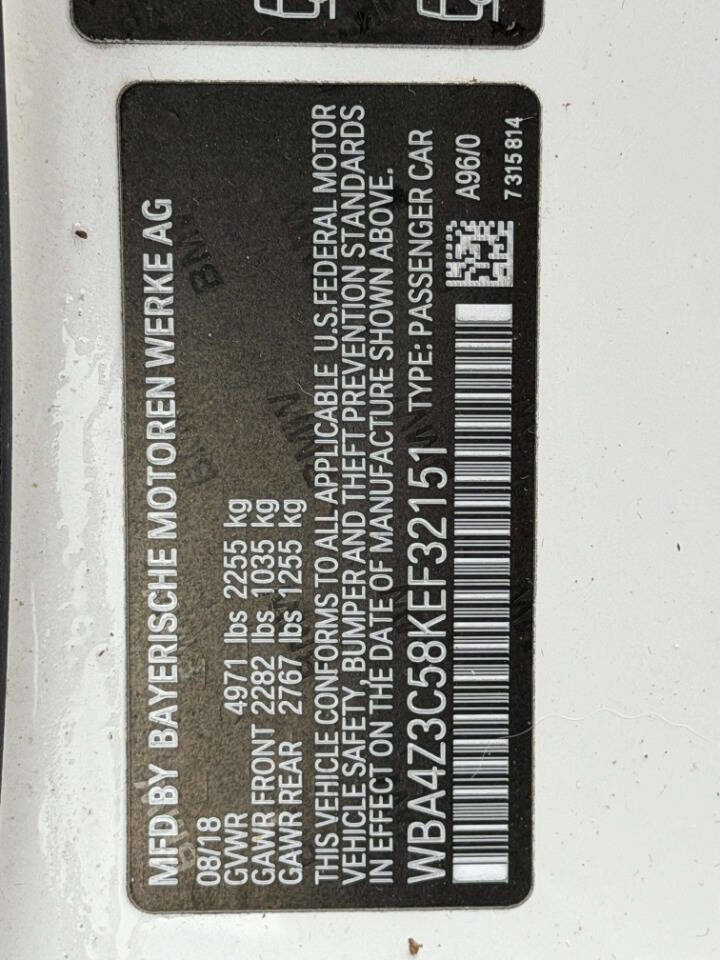 MFD BY BAYERISCHE MOTOREN WERKE AG
08/18
GVWR 4971 lbs 2255 kg
GAWR FRONT 2282 lbs 1035 kg
GAWR REAR 2767 lbs 1255 kg
THIS VEHICLE CONFORMS TO ALL APPLICABLE U.S.FEDERAL MOTOR
VEHICLE SAFETY, BUMPER AND THEFT PREVENTION STANDARDS
IN EFFECT ON THE DATE OF MANUFACTURE SHOWN ABOVE.
WBA4Z3C58KEF32151 TYPE: PASSENGER CAR
A96/0
7 315 814